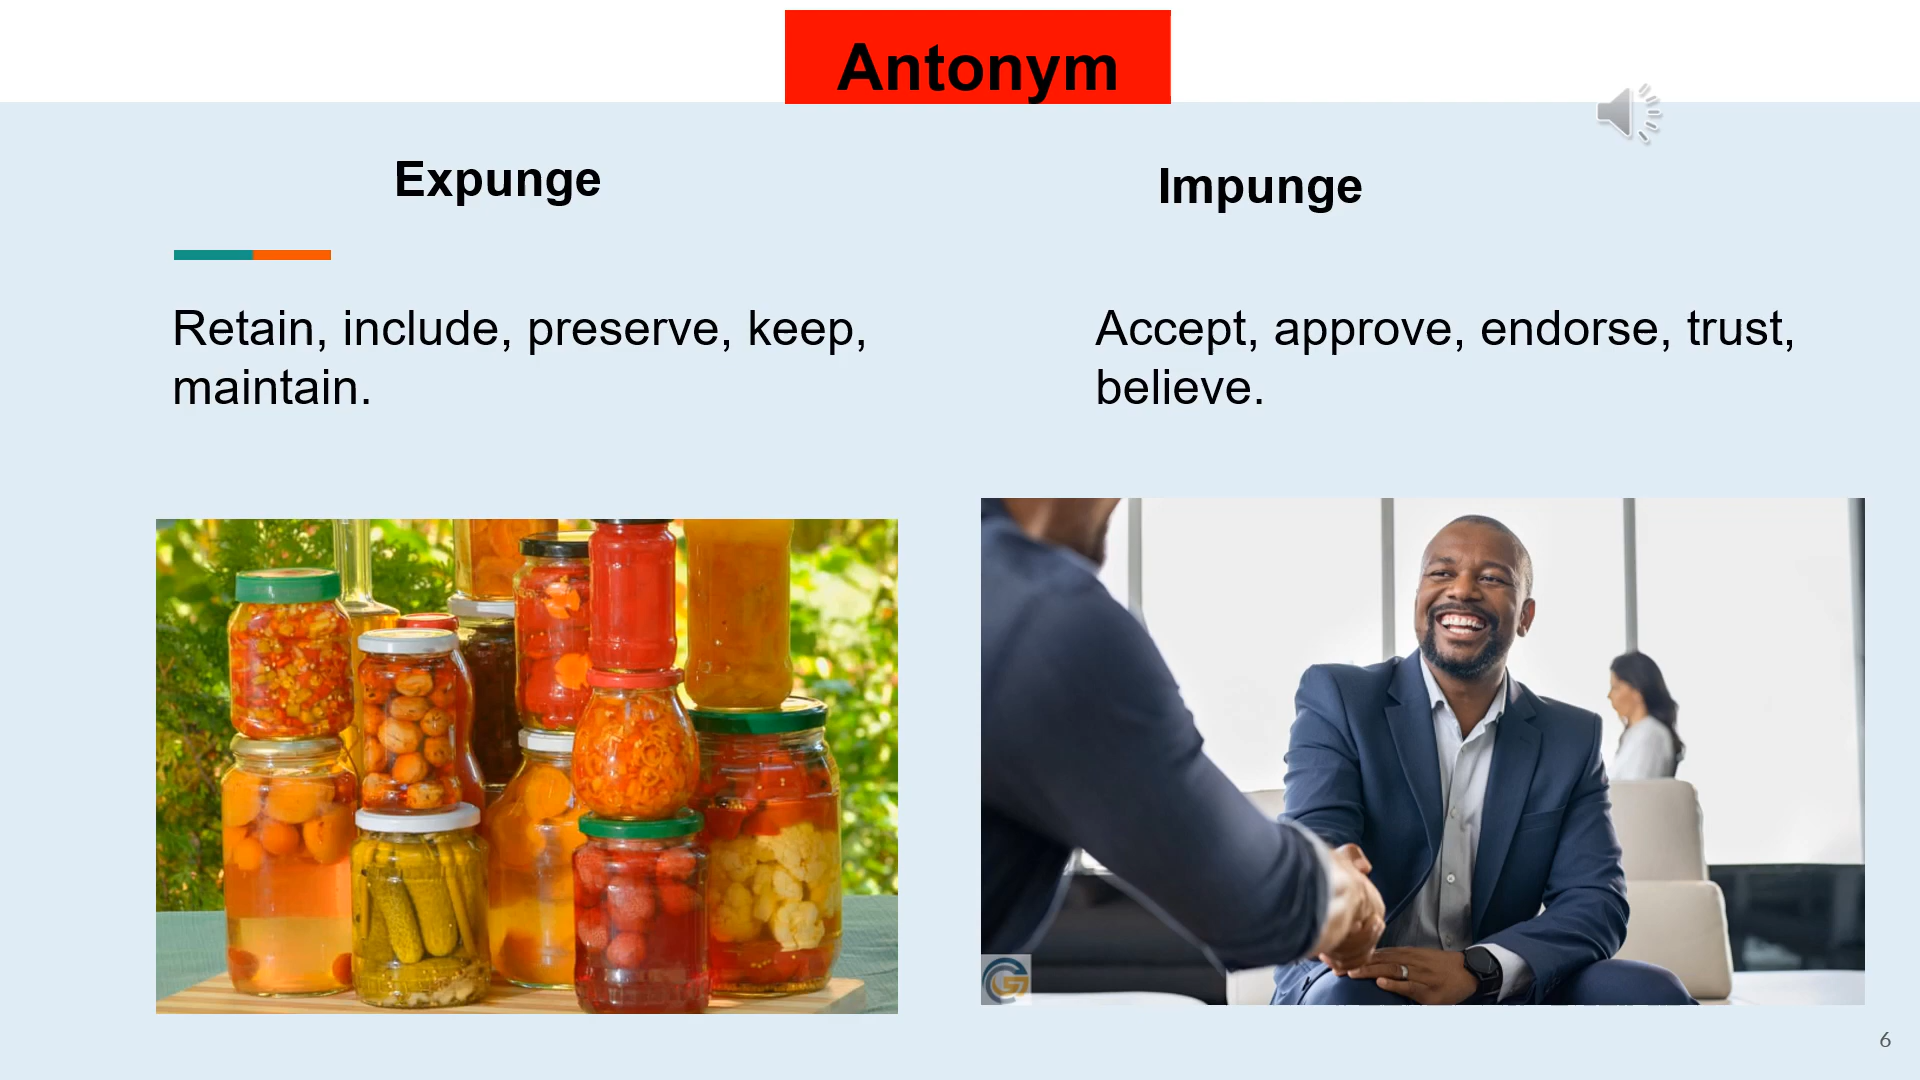 Antonym
Expunge
Impunge
Retain, include, preserve, keep,
maintain.
Accept, approve, endorse, trust,
believe.
6